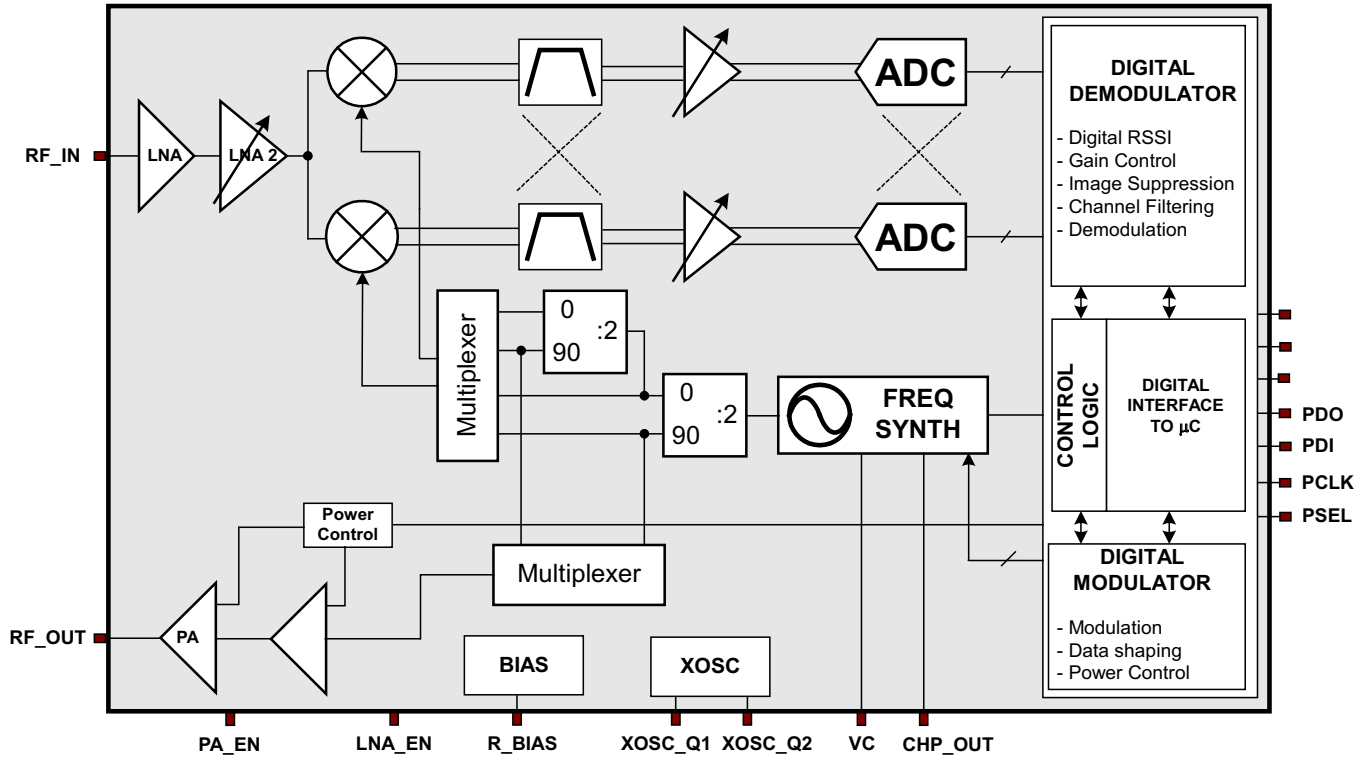 RF_IN
LNA
LNA 2
ADC
DIGITAL
DEMODULATOR
- Digital RSSI
- Gain Control
- Image Suppression
- Channel Filtering
- Demodulation
ADC
Multiplexer
0
:2
90
0
:2
90
FREQ
SYNTH
CONTROL
LOGIC
DIGITAL
INTERFACE
TO µC
PDO
PDI
PCLK
PSEL
Power
Control
Multiplexer
DIGITAL
MODULATOR
- Modulation
- Data shaping
- Power Control
RF_OUT
PA
BIAS
XOSC
PA_EN
LNA_EN
R_BIAS
XOSC_Q1
XOSC_Q2
VC
CHP_OUT